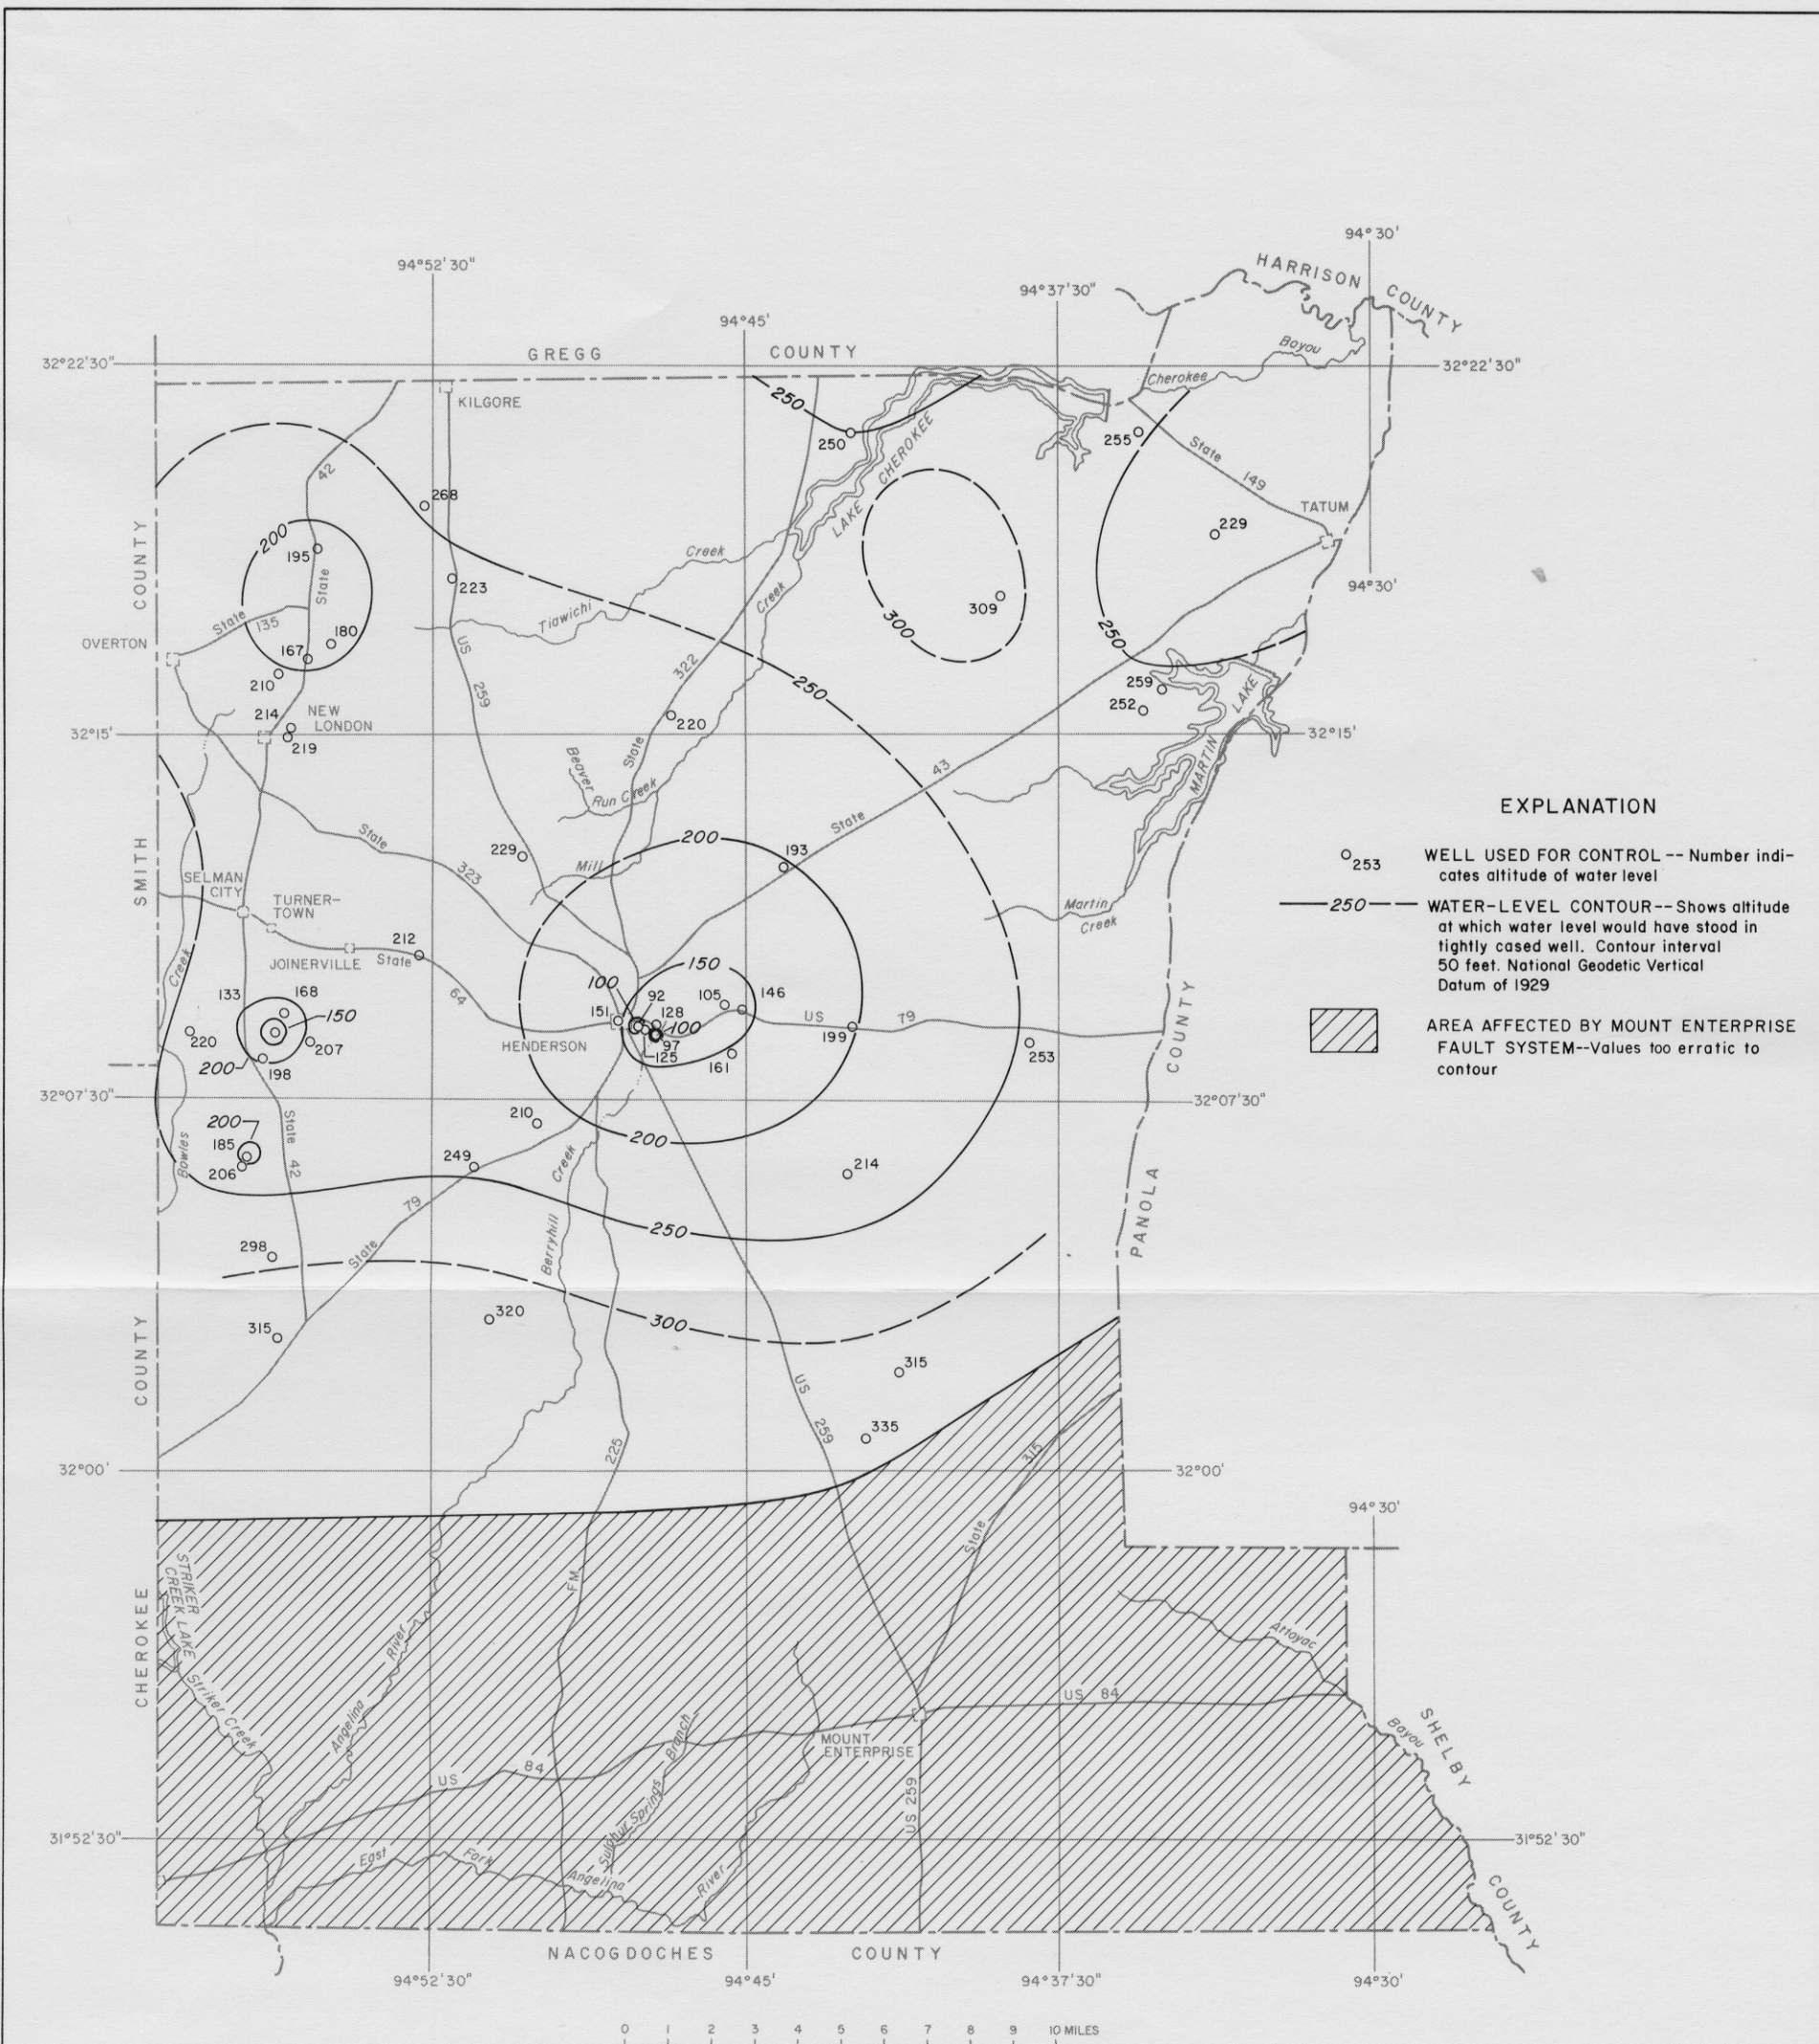 94°30'
HARRISON COUNTY
94°52'30"
94°37'30"
94°45'
Bayou
32°22'30"
GREGG COUNTY
32°22'30"
Cherokee
KILGORE
250
250
LAKE CHEROKEE
255
State 149
42
268
TATUM
200
195
229
Creek
State
223
94°30'
COUNTY
Tiawichi
Creek
309
300
State 135
180
OVERTON
167
US 259
322
250
210
250
259
252
LAKE
214
NEW
LONDON
219
220
32°15'
32°15'
State
Beaver
Run Creek
MARTIN
43
EXPLANATION
253
WELL USED FOR CONTROL -- Number indi-
cates altitude of water level
250
WATER-LEVEL CONTOUR--Shows altitude
at which water level would have stood in
tightly cased well. Contour interval
50 feet. National Geodetic Vertical
Datum of 1929
AREA AFFECTED BY MOUNT ENTERPRISE
FAULT SYSTEM--Values too erratic to
contour
State
State
200
193
229
Mill
323
SMITH
SELMAN
CITY
TURNER-
TOWN
Martin
Creek
212
JOINERVILLE
State
64
Creek
150
100
92
105
146
133
168
150
151
128
100
US 79
199
220
207
HENDERSON
97
125
161
253
COUNTY
200
198
32°07'30"
32°07'30"
210
200
State 42
200
185
206
Bowles
249
Creek
214
PANOLA
79
250
298
State
Berryhill
320
300
315
COUNTY
315
US 259
335
225
315
32°00'
32°00'
94°30'
State
STRIKER
CREEK LAKE
FM
CHEROKEE
River
Attoyac
Striker Creek
Angelina
US 84
Branch
MOUNT
ENTERPRISE
Bayou
SHELBY
US 84
Sulphur Springs
US 259
31°52'30"
31°52'30"
East Fork
Angelina
River
COUNTY
NACOGDOCHES COUNTY
94°52'30"
94°45'
94°37'30"
94°30'
0 1 2 3 4 5 6 7 8 9 10 MILES